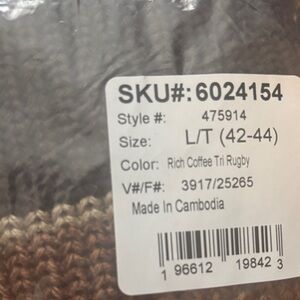 SKU#: 6024154
Style #: 475914
Size: L/T (42-44)
Color: Rich Coffee Tri Rugby
V#/F#: 3917/25265
Made In Cambodia
1 96612 19842 3